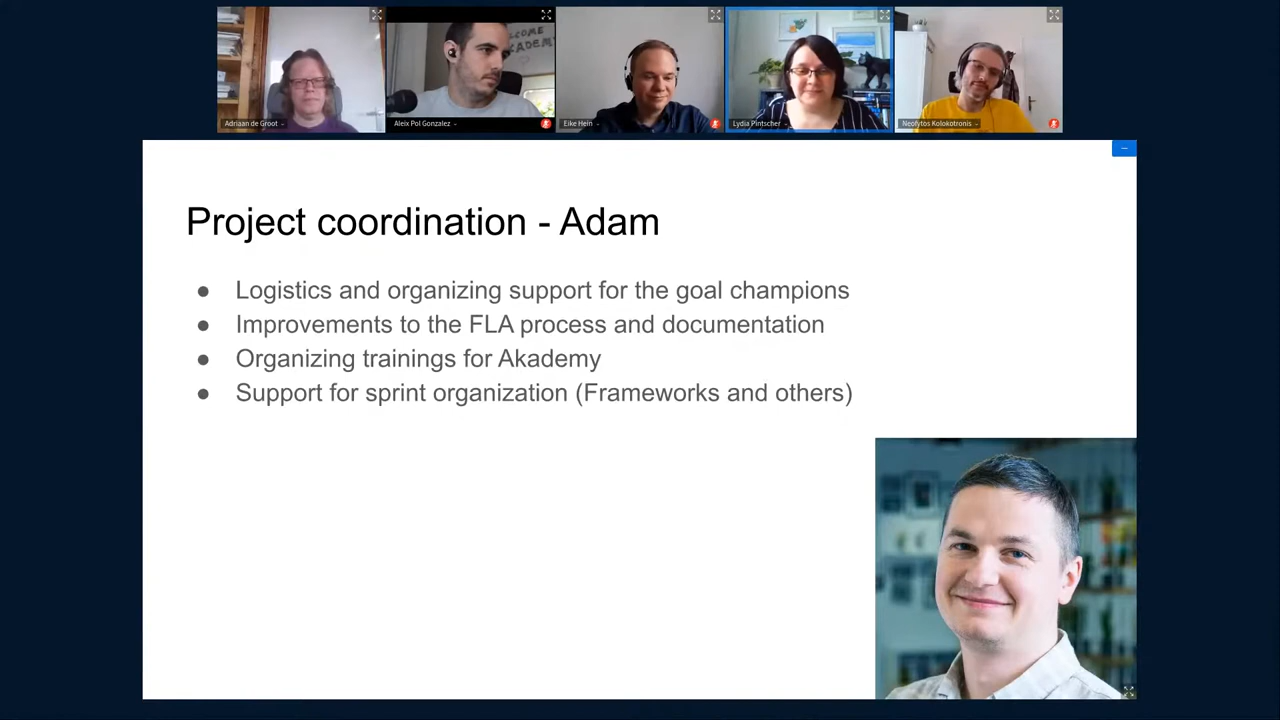 COME
KADEMY
Adriaan de Groot
Aleix Pol Gonzalez
Eike Hein
Lydia Pintscher
Neofytos Kolokotronis
Project coordination - Adam
● Logistics and organizing support for the goal champions
● Improvements to the FLA process and documentation
● Organizing trainings for Akademy
● Support for sprint organization (Frameworks and others)